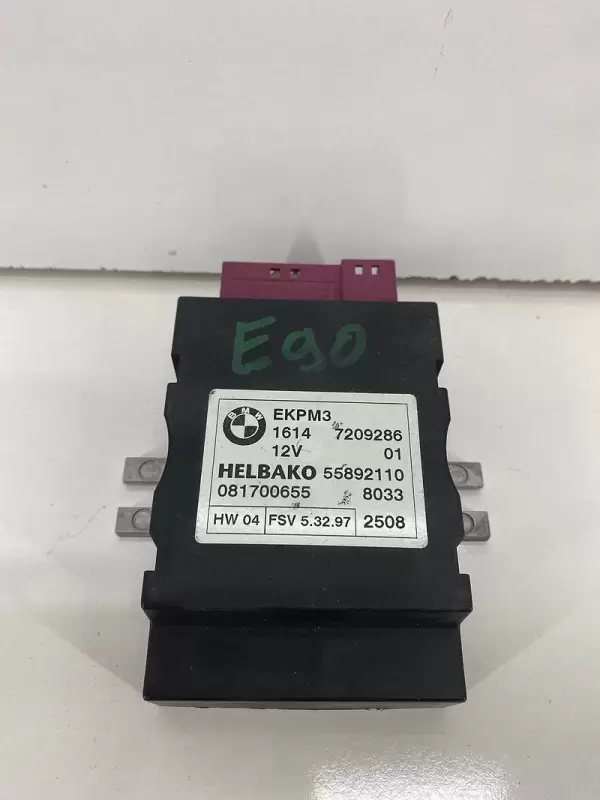 E90
BMW
EKPM3
1614 7209286
12V 01
HELBAKO 55892110
081700655 8033
HW 04 FSV 5.32.97 2508